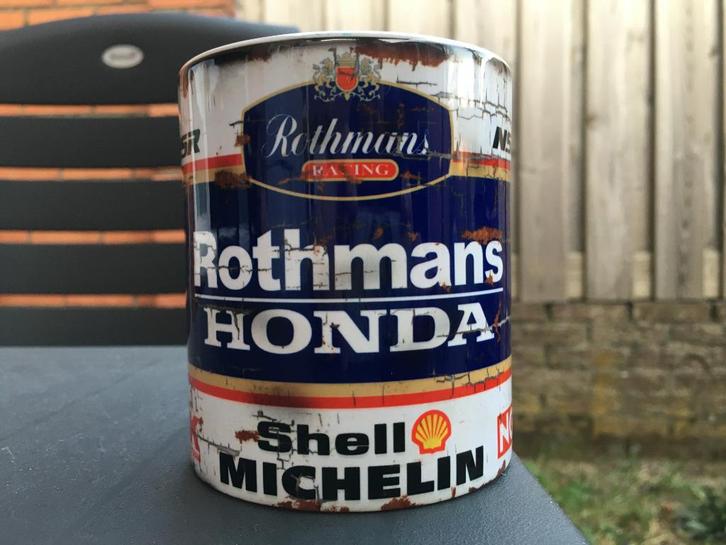 Rothmans
RACING
Rothmans
HONDA
Shell
MICHELIN